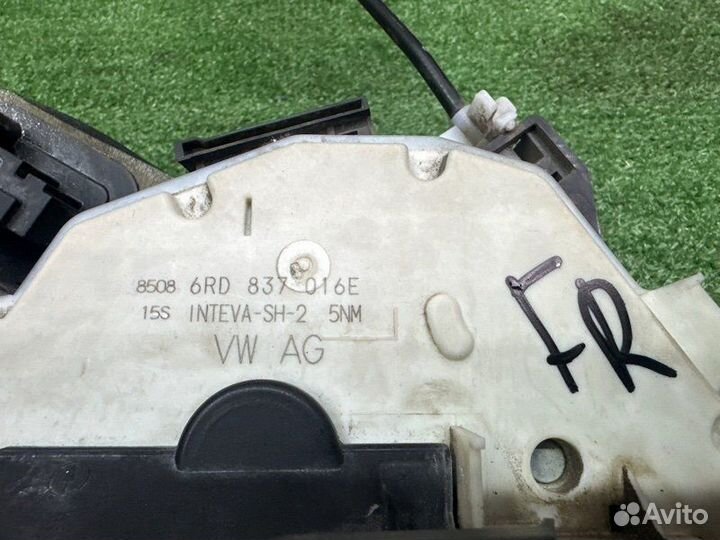 8508 6RD 837 016E
15S INTEVA-SH-2 5NM
VW AG
FR
Avito